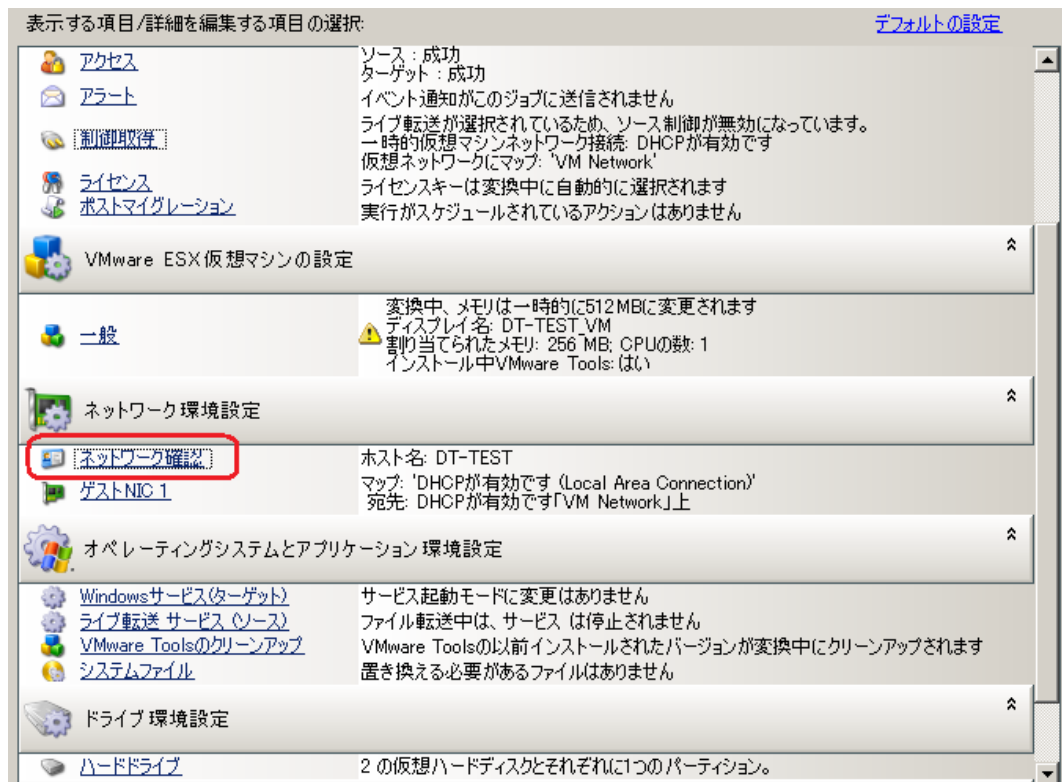 表示する項目/詳細を編集する項目の選択: デフォルトの設定
アクセス ソース : 成功
ターゲット : 成功
アラート イベント通知がこのジョブに送信されません
制御取得 ライブ転送が選択されているため、ソース制御が無効になっています。
一時的仮想マシンネットワーク接続: DHCPが有効です
仮想ネットワークにマップ: 'VM Network'
ライセンス ライセンスキーは変換中に自動的に選択されます
ポストマイグレーション 実行がスケジュールされているアクションはありません
VMware ESX仮想マシンの設定
変換中、メモリは一時的に512MBに変更されます
一般 ディスプレイ名: DT-TEST_VM
割り当てられたメモリ: 256 MB; CPUの数: 1
インストール中VMware Tools: はい
ネットワーク環境設定
ネットワーク確認 ホスト名: DT-TEST
ゲストNIC 1 マップ: 'DHCPが有効です (Local Area Connection)'
宛先: DHCPが有効です「VM Network」上
オペレーティングシステムとアプリケーション環境設定
Windowsサービス(ターゲット) サービス起動モードに変更はありません
ライブ転送 サービス (ソース) ファイル転送中は、サービス は停止されません
VMware Toolsのクリーンアップ VMware Toolsの以前インストールされたバージョンが変換中にクリーンアップされます
システムファイル 置き換える必要があるファイルはありません
ドライブ環境設定
ハードドライブ 2 の仮想ハードディスクとそれぞれに1つのパーティション。